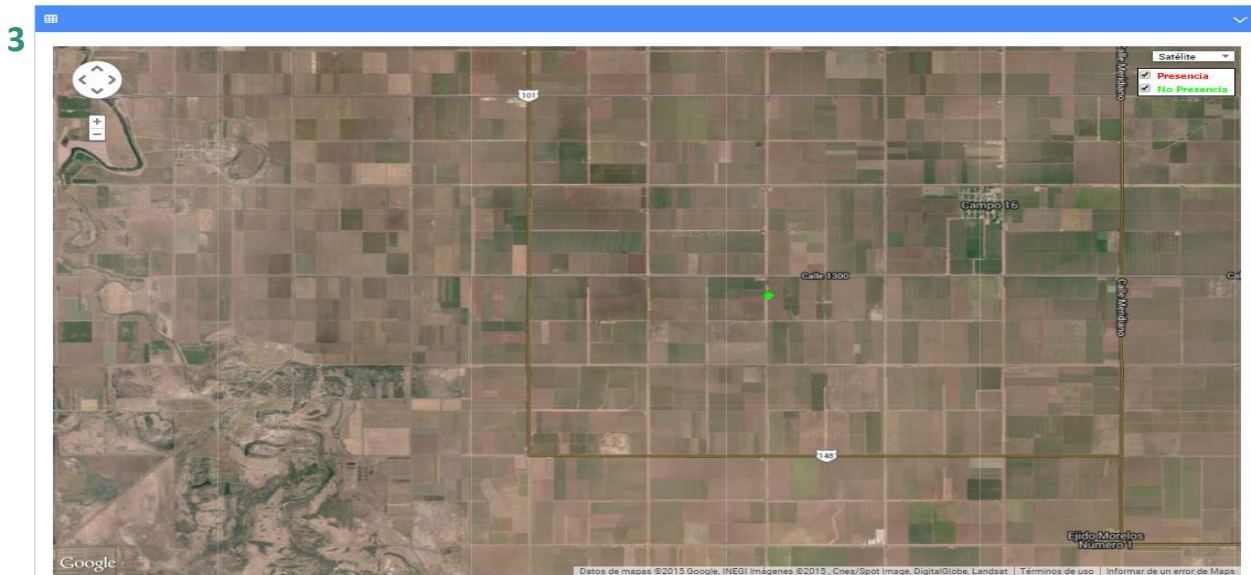 3
Satélite
Presencia
No Presencia
Calle Meridiano
101
Campo 16
Calle 1300
Calle Meridiano
148
Ejido Morelos
Número 1
Google
Datos de mapas ©2015 Google, INEGI Imágenes ©2015 , Cnes/Spot Image, DigitalGlobe, Landsat
Términos de uso
Informar de un error de Maps